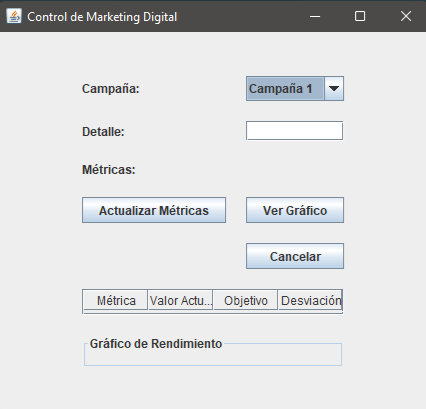 Control de Marketing Digital
Campaña: Campaña 1
Detalle:
Métricas:
Actualizar Métricas Ver Gráfico
Cancelar
Métrica Valor Actu... Objetivo Desviación
Gráfico de Rendimiento